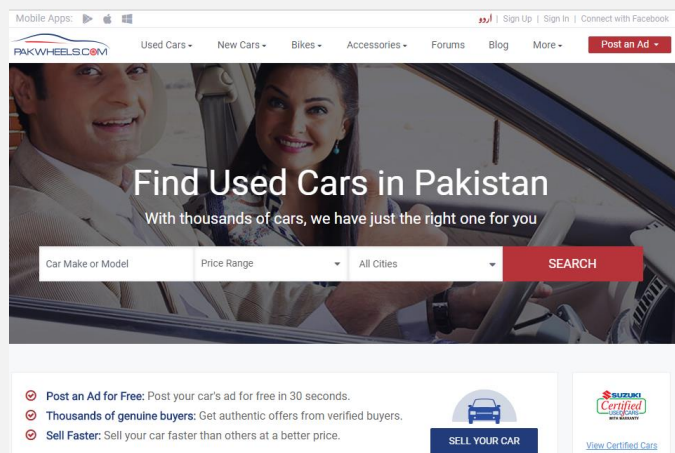 Mobile Apps:
اردو | Sign Up | Sign In | Connect with Facebook
PAKWHEELS.COM
Used Cars
New Cars
Bikes
Accessories
Forums
Blog
More
Post an Ad
Find Used Cars in Pakistan
With thousands of cars, we have just the right one for you
Car Make or Model
Price Range
All Cities
SEARCH
Post an Ad for Free: Post your car's ad for free in 30 seconds.
Thousands of genuine buyers: Get authentic offers from verified buyers.
Sell Faster: Sell your car faster than others at a better price.
SELL YOUR CAR
SUZUKI
Certified
USED CARS
WITH WARRANTY
View Certified Cars